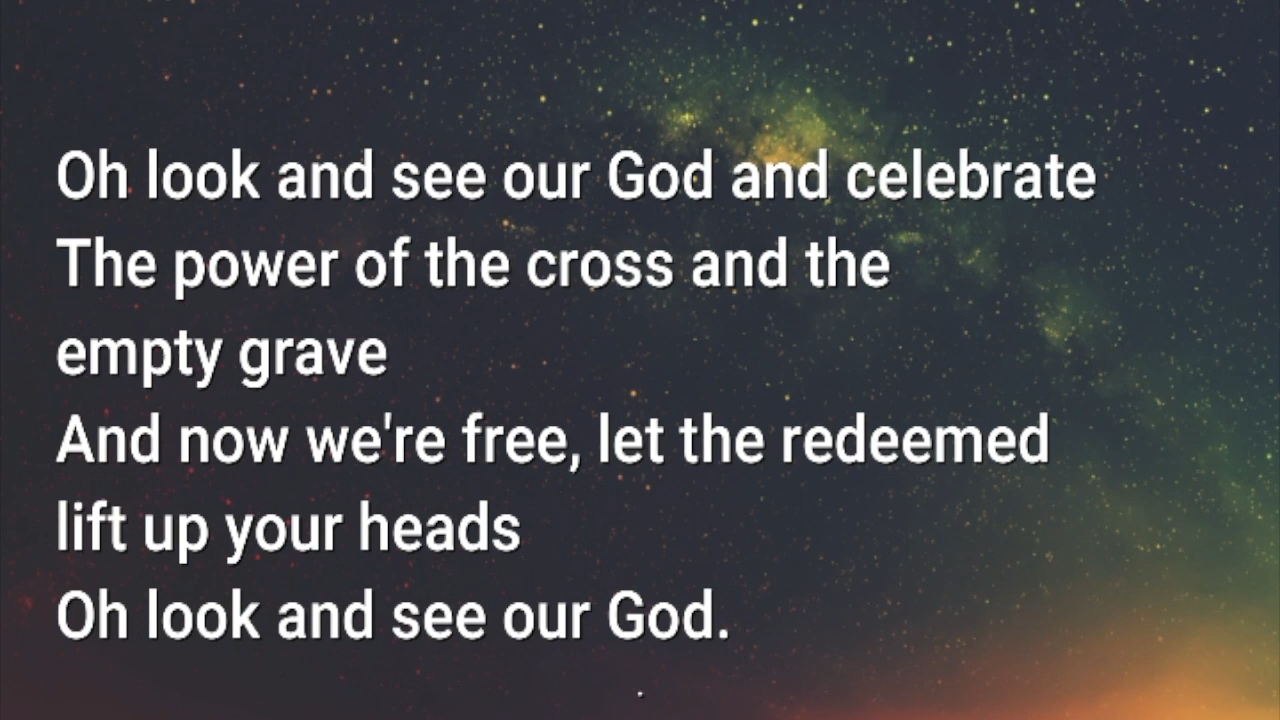 Oh look and see our God and celebrate
The power of the cross and the
empty grave
And now we're free, let the redeemed
lift up your heads
Oh look and see our God.
.